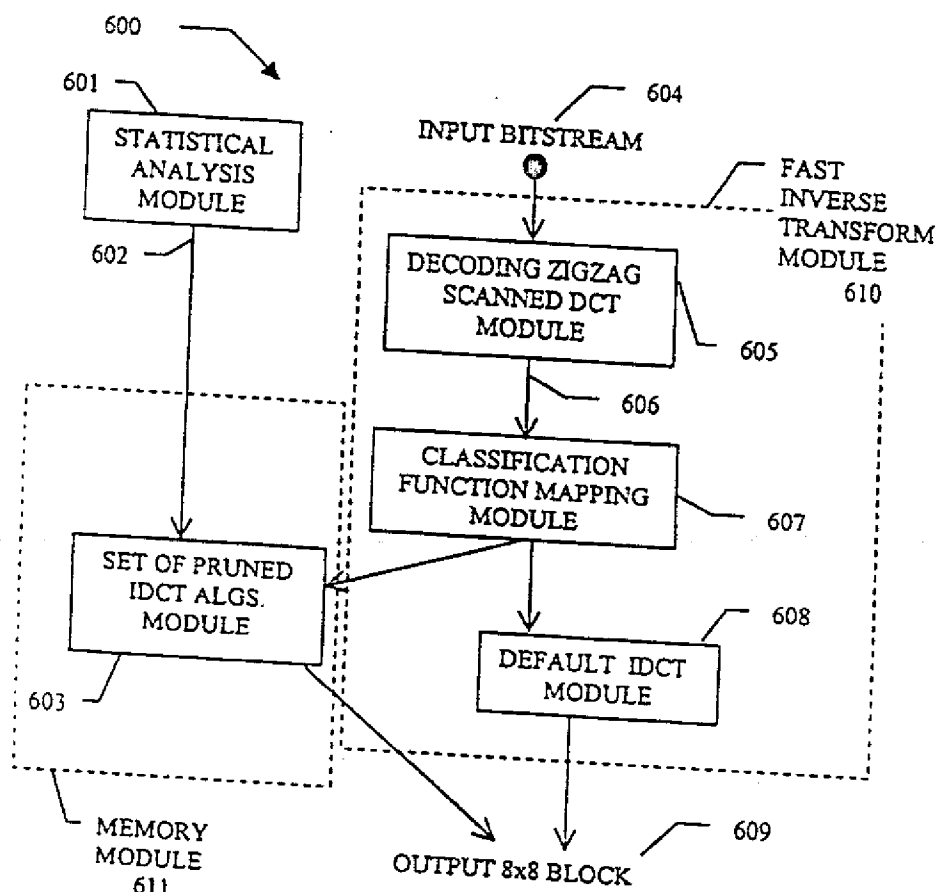 600
601
STATISTICAL
ANALYSIS
MODULE
602
604
INPUT BITSTREAM
FAST
INVERSE
TRANSFORM
MODULE
610
DECODING ZIGZAG
SCANNED DCT
MODULE
605
606
CLASSIFICATION
FUNCTION MAPPING
MODULE
607
SET OF PRUNED
IDCT ALGS.
MODULE
603
608
DEFAULT IDCT
MODULE
MEMORY
MODULE
611
OUTPUT 8x8 BLOCK
609